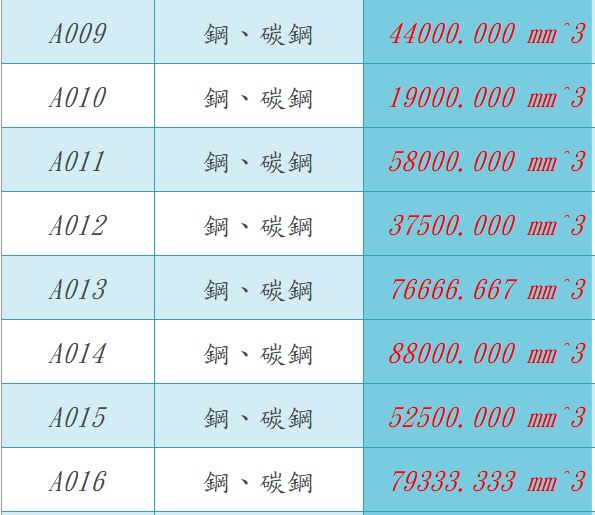 A009 鋼、碳鋼 44000.000 mm^3
A010 鋼、碳鋼 19000.000 mm^3
A011 鋼、碳鋼 58000.000 mm^3
A012 鋼、碳鋼 37500.000 mm^3
A013 鋼、碳鋼 76666.667 mm^3
A014 鋼、碳鋼 88000.000 mm^3
A015 鋼、碳鋼 52500.000 mm^3
A016 鋼、碳鋼 79333.333 mm^3